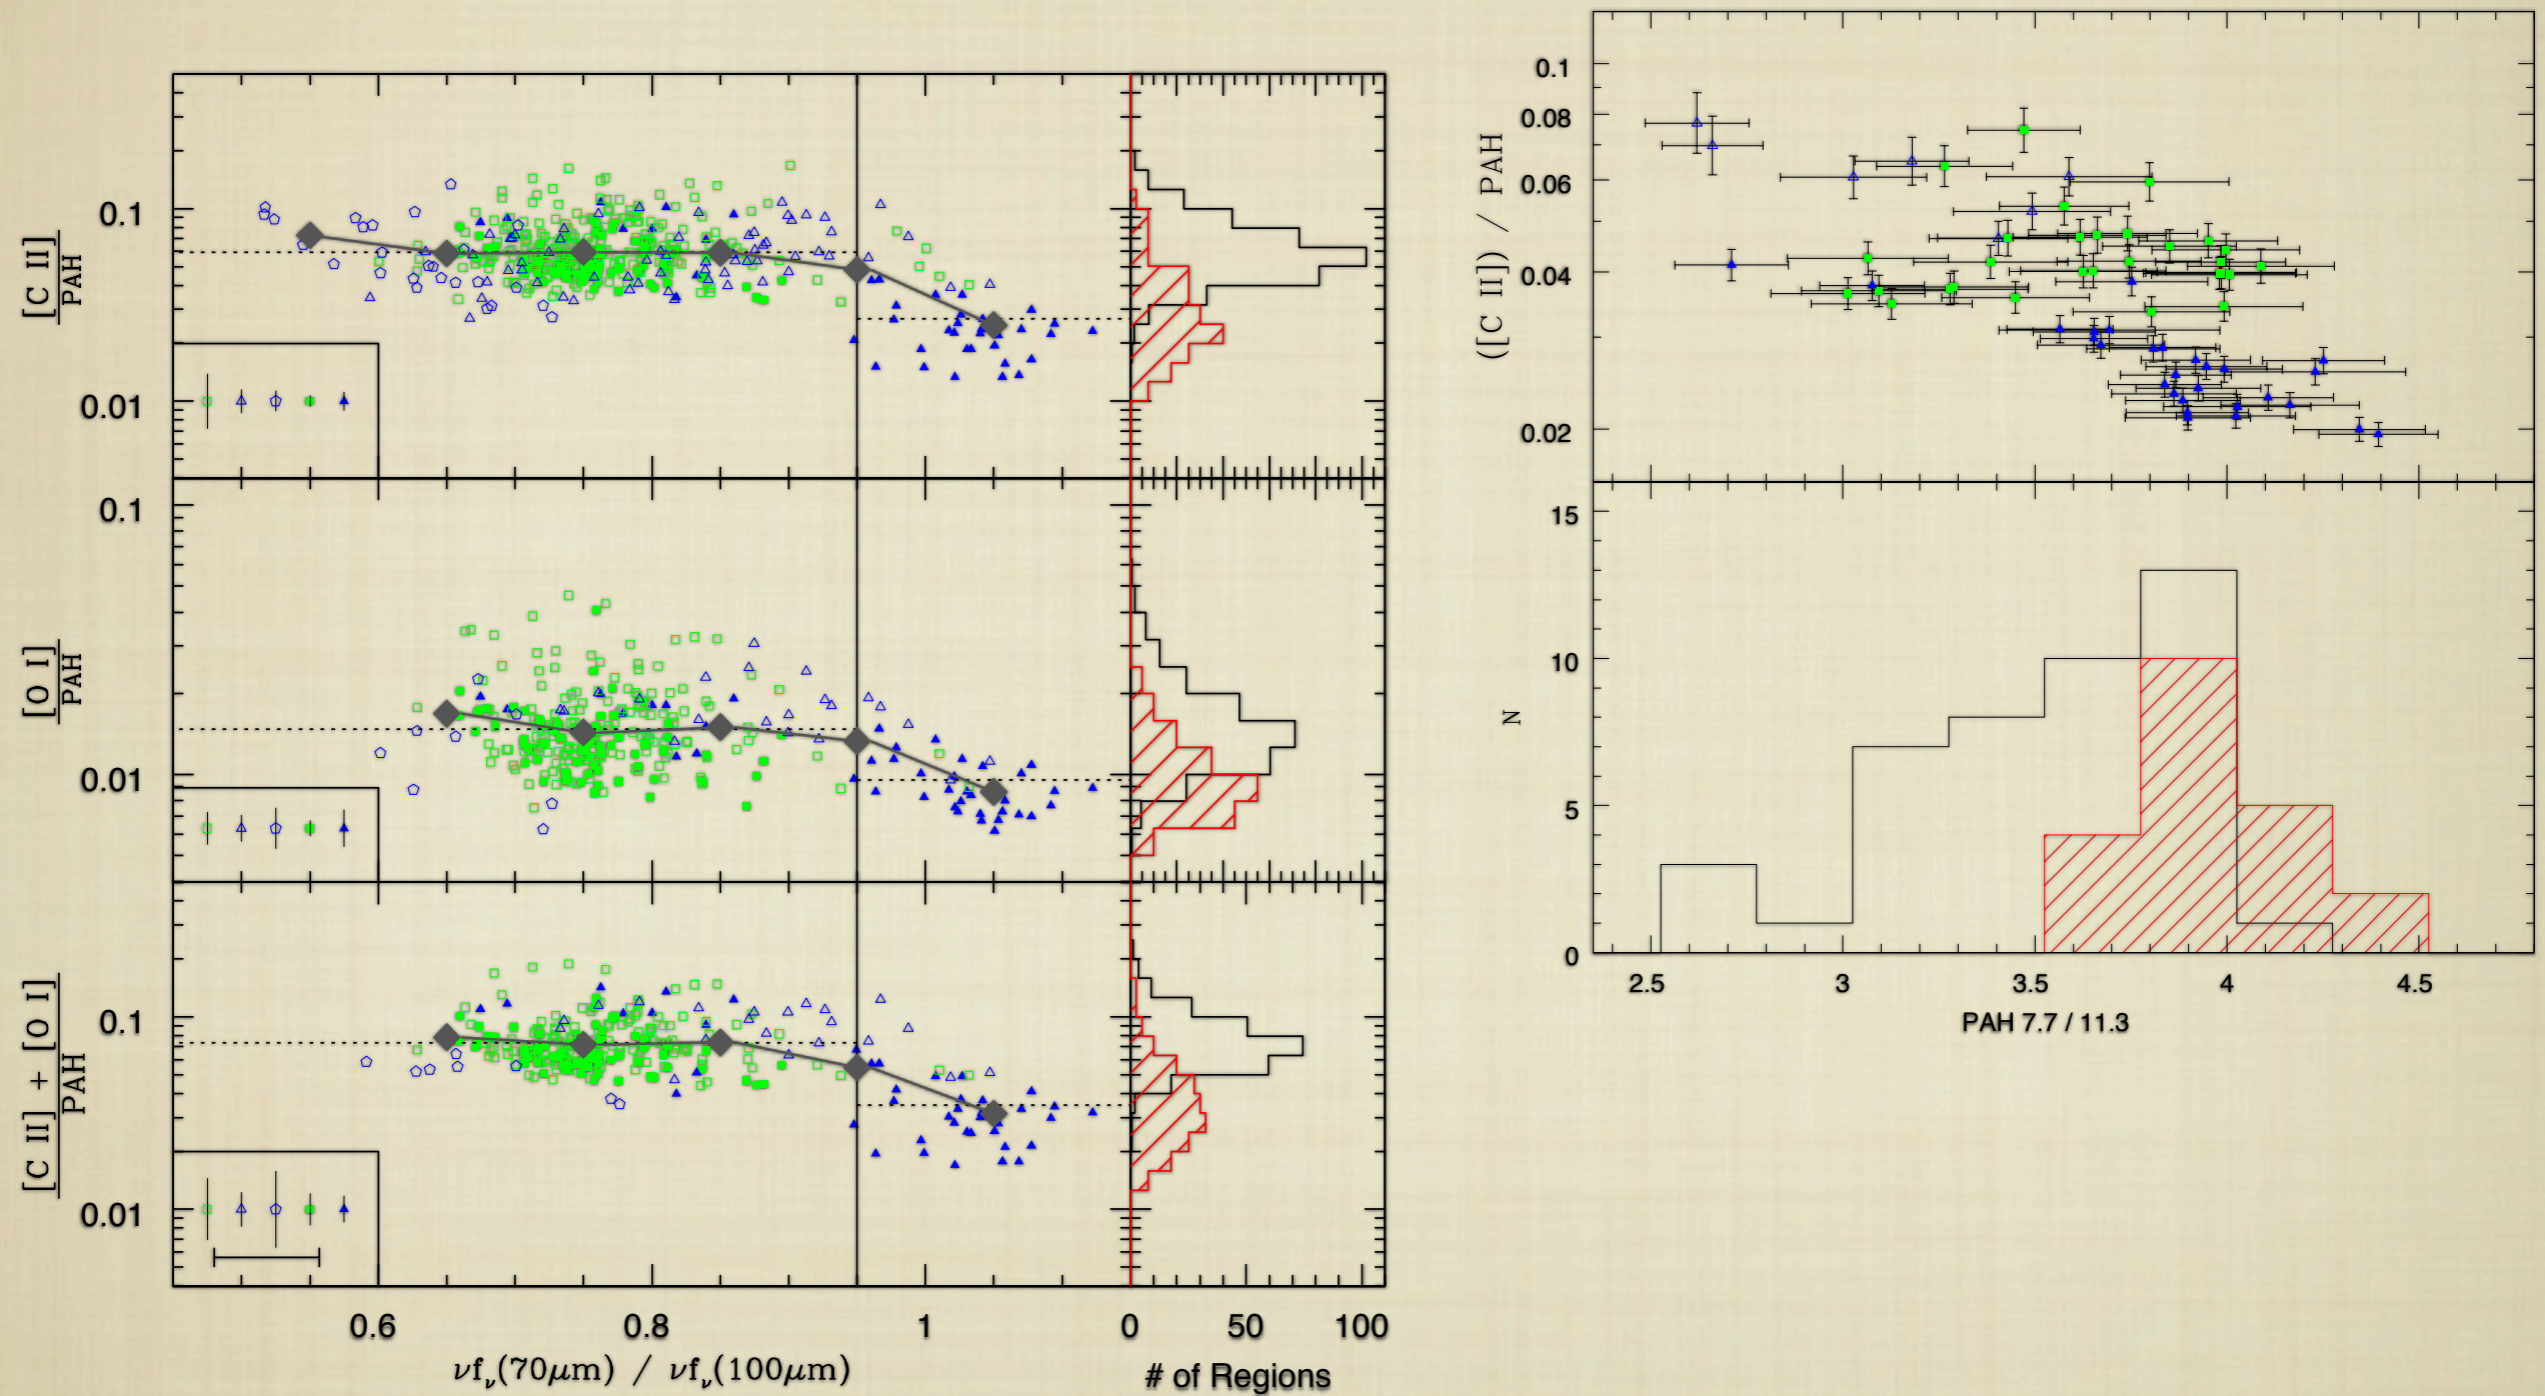 [C II]
PAH
0.1
0.01
[O I]
PAH
0.1
0.01
[C II] + [O I]
PAH
0.1
0.01
0.6 0.8 1 0 50 100
νfν(70μm) / νfν(100μm)
# of Regions
([C II]) / PAH
0.1
0.08
0.06
0.04
0.02
N
15
10
5
0
2.5 3 3.5 4 4.5
PAH 7.7 / 11.3